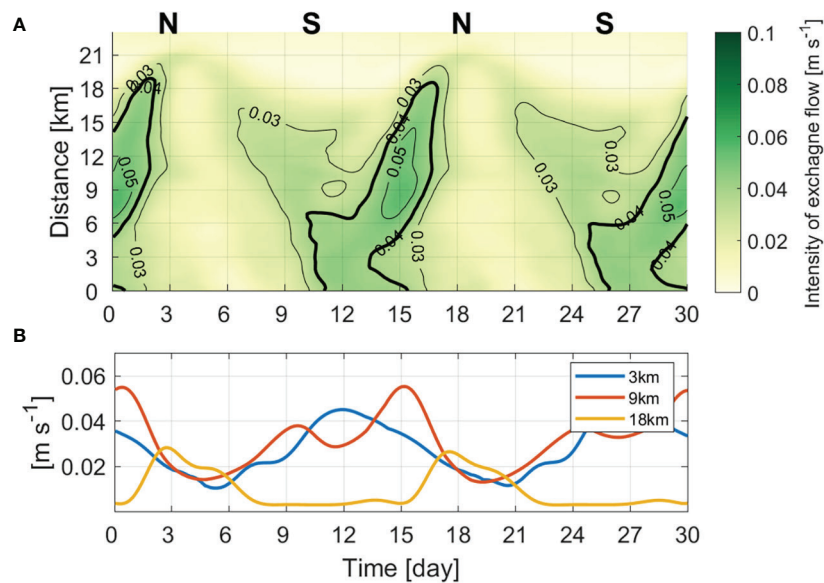 N S N S
A
21
18
15
12
9
6
3
0
Distance [km]
0.03
0.04
0.05
0.03
0.03
0.04
0.04
0.05
0.03
0.03
0.03
0.03
0.04
0.04
0.05
0 3 6 9 12 15 18 21 24 27 30
0.1
0.08
0.06
0.04
0.02
0
Intensity of exchagne flow [m s-1]
B
0.06
0.04
0.02
[m s-1]
3km
9km
18km
0 3 6 9 12 15 18 21 24 27 30
Time [day]